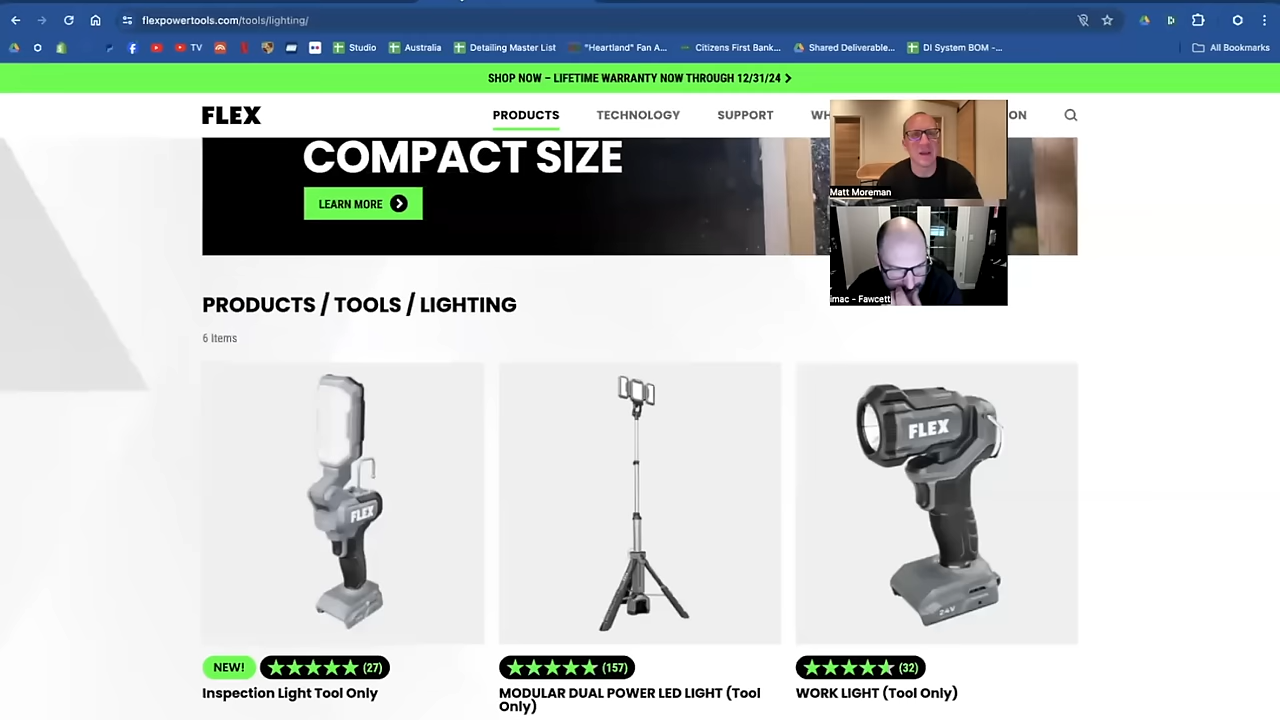 flexpowertools.com/tools/lighting/
TV
Studio
Australia
Detailing Master List
"Heartland" Fan A...
Citizens First Bank...
Shared Deliverable...
DI System BOM -...
All Bookmarks
SHOP NOW – LIFETIME WARRANTY NOW THROUGH 12/31/24
FLEX
PRODUCTS
TECHNOLOGY
SUPPORT
WH
ON
COMPACT SIZE
LEARN MORE
Matt Moreman
imac - Fawcett
PRODUCTS / TOOLS / LIGHTING
6 Items
FLEX
FLEX
24V
NEW!
(27)
(157)
(32)
Inspection Light Tool Only
MODULAR DUAL POWER LED LIGHT (Tool
Only)
WORK LIGHT (Tool Only)